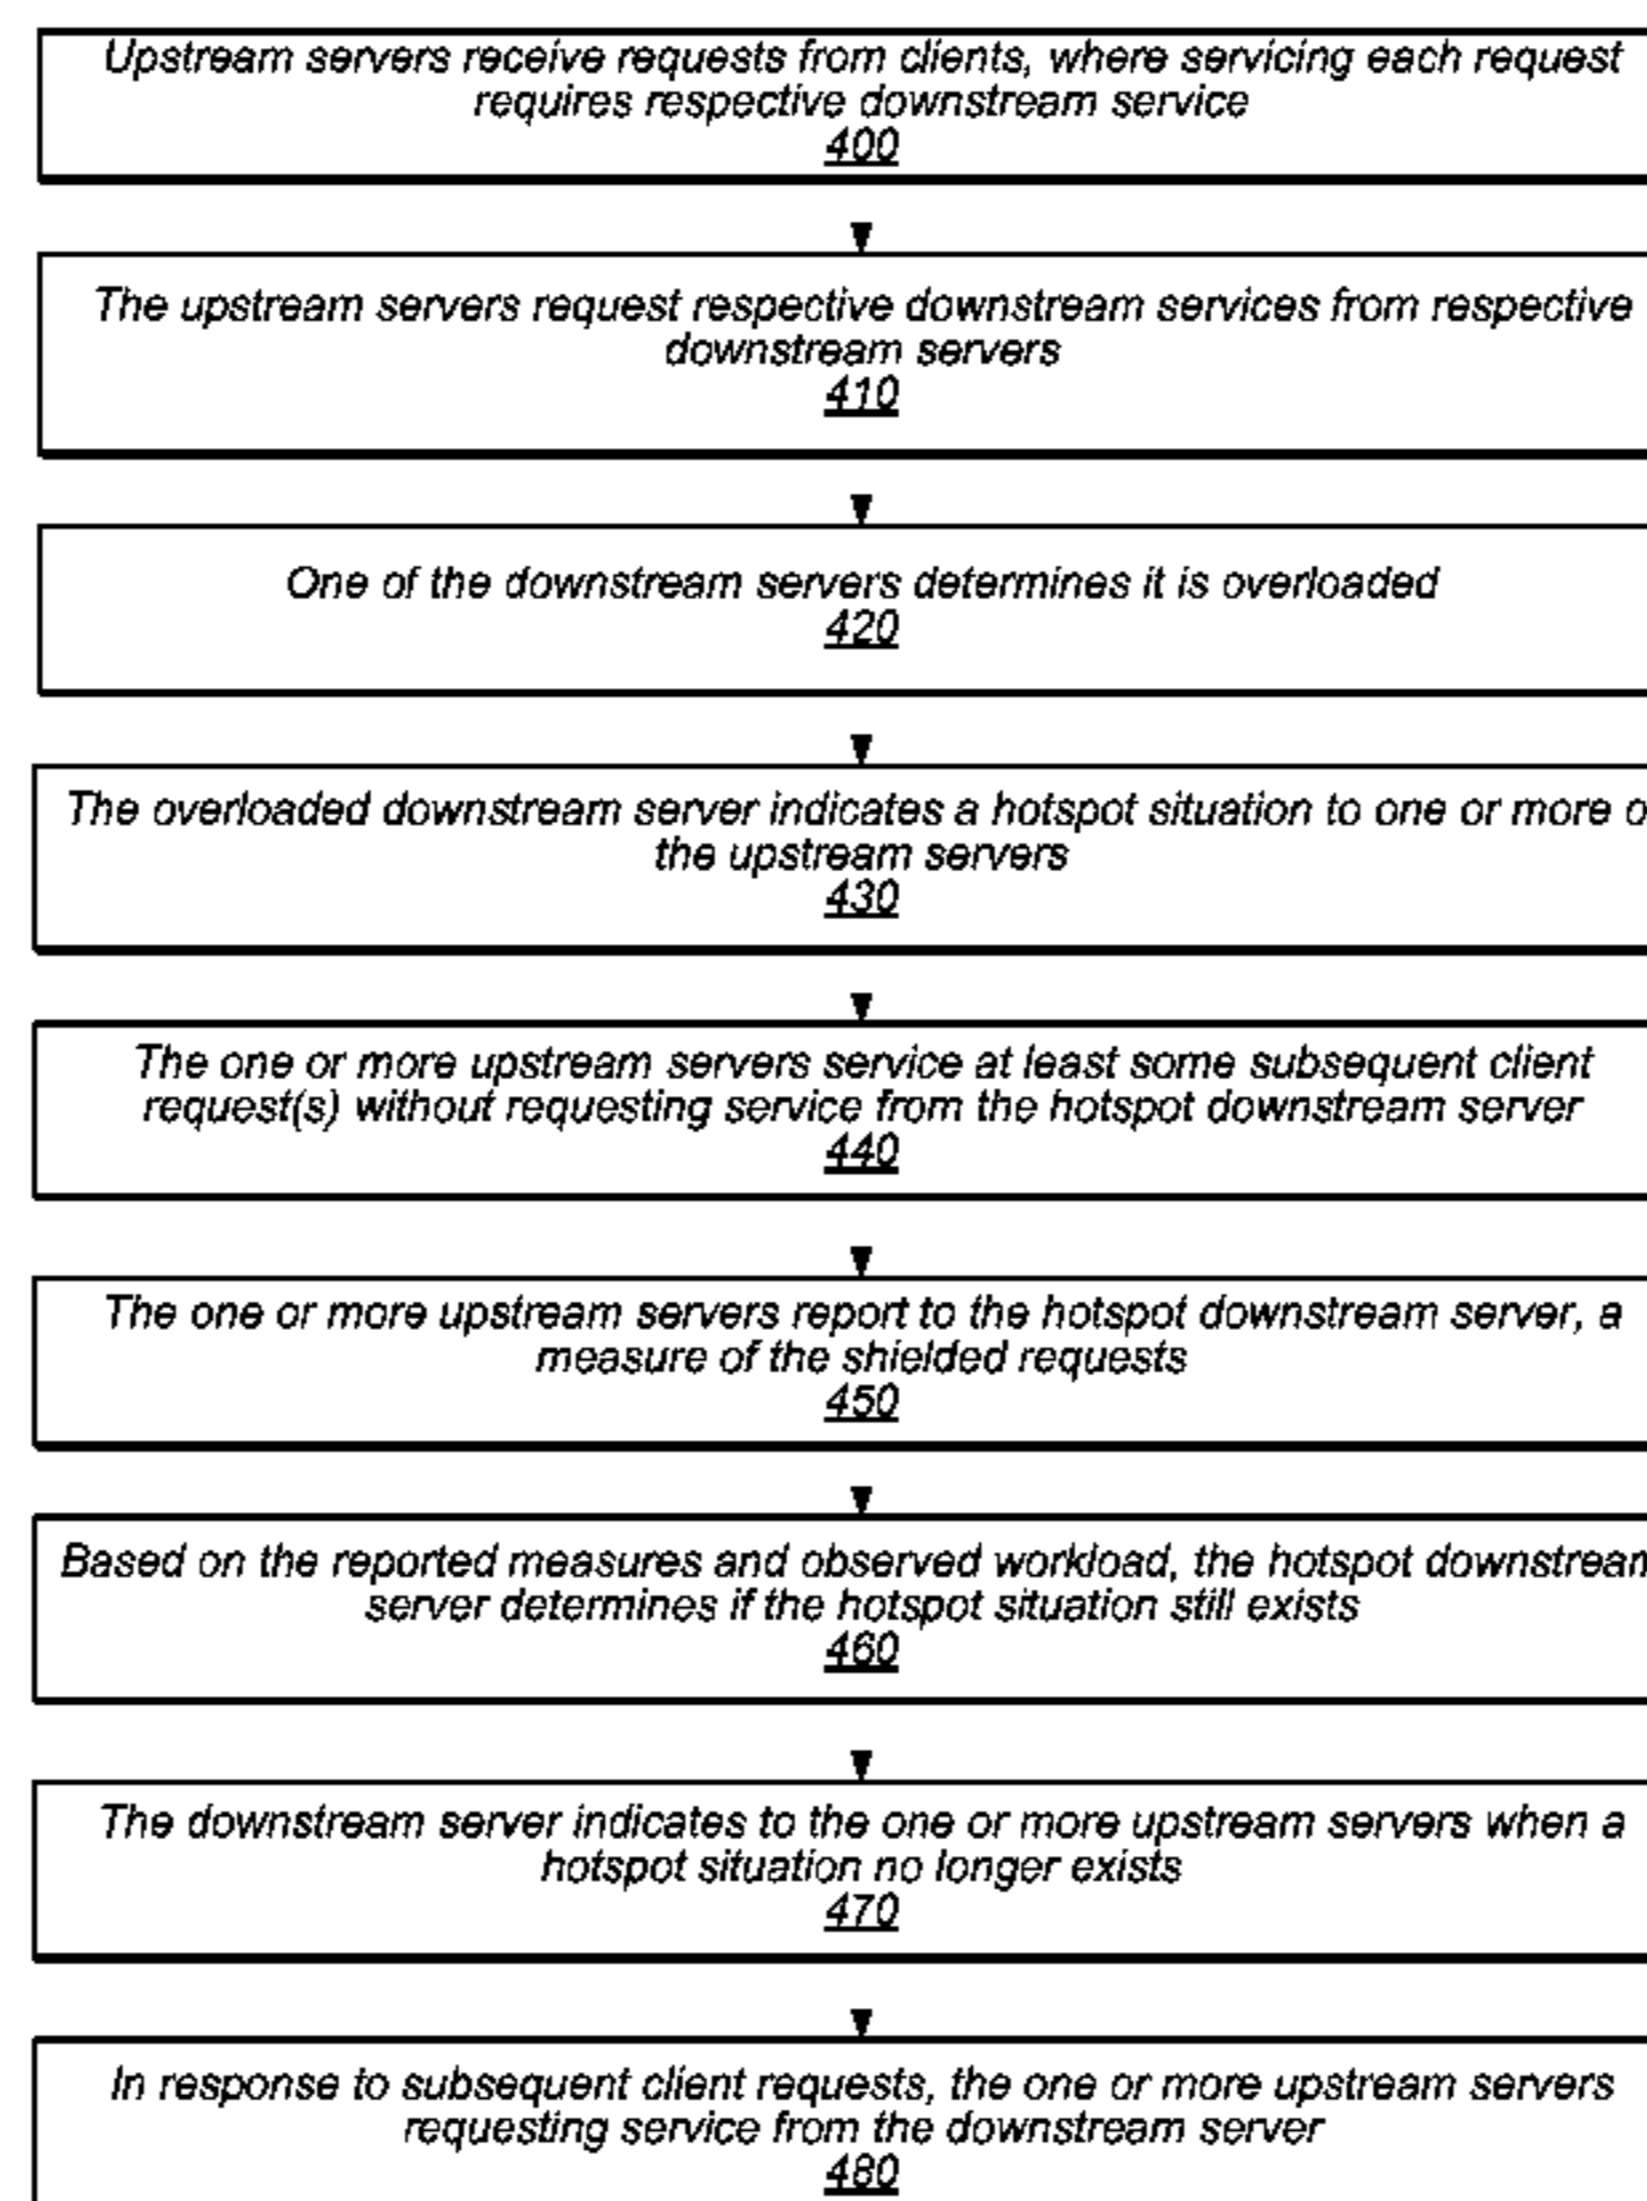 Upstream servers receive requests from clients, where servicing each request
requires respective downstream service
400
The upstream servers request respective downstream services from respective
downstream servers
410
One of the downstream servers determines it is overloaded
420
The overloaded downstream server indicates a hotspot situation to one or more
the upstream servers
430
The one or more upstream servers service at least some subsequent client
request(s) without requesting service from the hotspot downstream server
440
The one or more upstream servers report to the hotspot downstream server, a
measure of the shielded requests
450
Based on the reported measures and observed workload, the hotspot downstream
server determines if the hotspot situation still exists
460
The downstream server indicates to the one or more upstream servers when a
hotspot situation no longer exists
470
In response to subsequent client requests, the one or more upstream servers
requesting service from the downstream server
480